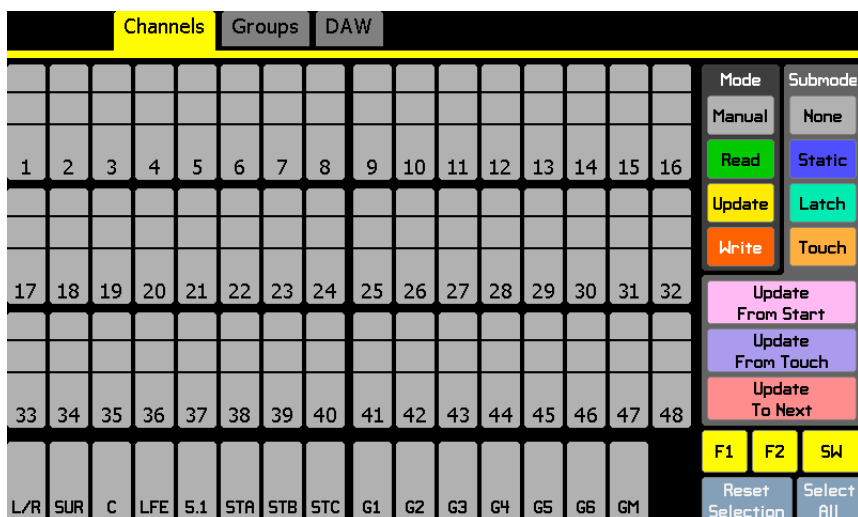 Channels Groups DAW
Mode Submode
Manual None
1 2 3 4 5 6 7 8 9 10 11 12 13 14 15 16 Read Static
Update Latch
Write Touch
17 18 19 20 21 22 23 24 25 26 27 28 29 30 31 32
Update
From Start
Update
From Touch
Update
To Next
33 34 35 36 37 38 39 40 41 42 43 44 45 46 47 48
F1 F2 SW
L/R SUR C LFE 5.1 STA STB STC G1 G2 G3 G4 G5 G6 GM
Reset Select
Selection All